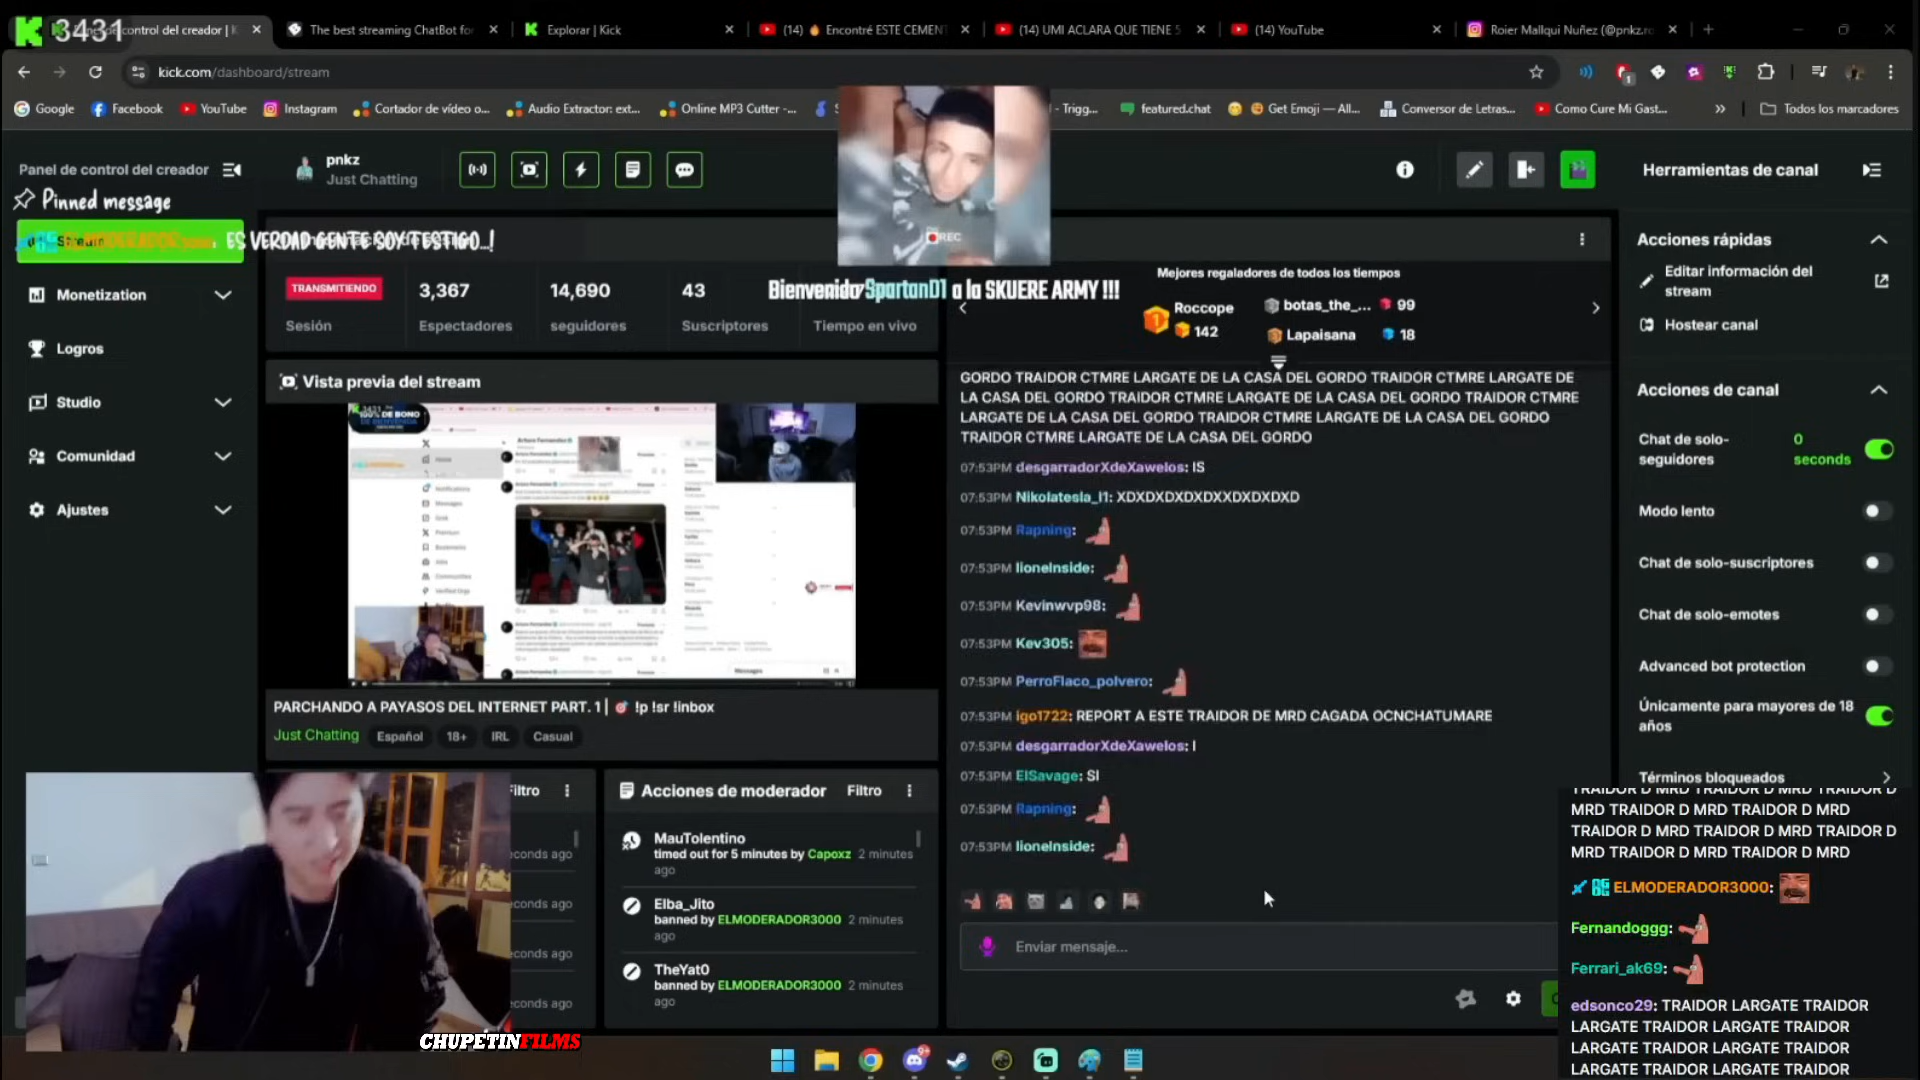 3431
control del creador | K
The best streaming ChatBot for
Explorar | Kick
(14) 🔥 Encontré ESTE CEMENT
(14) UMI ACLARA QUE TIENE 5
(14) YouTube
Roier Mallqui Nuñez (@pnkz.ro
kick.com/dashboard/stream
Google
Facebook
YouTube
Instagram
Cortador de vídeo o...
Audio Extractor: ext...
Online MP3 Cutter -...
- Trigg...
featured.chat
Get Emoji — All...
Conversor de Letras...
Como Cure Mi Gast...
Todos los marcadores
Panel de control del creador
pnkz
Just Chatting
Herramientas de canal
Pinned message
ES VERDAD GENTE SOY TESTIGO..!
REC
Bienvenido SpartanD1 a la SKUERE ARMY !!!
TRANSMITIENDO
Sesión
3,367
Espectadores
14,690
seguidores
43
Suscriptores
Tiempo en vivo
Monetization
Logros
Studio
Comunidad
Ajustes
Vista previa del stream
PARCHANDO A PAYASOS DEL INTERNET PART. 1 | 🎯 !p !sr !inbox
Just Chatting
Español
18+
IRL
Casual
Filtro
econds ago
econds ago
econds ago
CHUPETINFILMS
Acciones de moderador
Filtro
MauTolentino
timed out for 5 minutes by Capoxz 2 minutes
ago
Elba_Jito
banned by ELMODERADOR3000 2 minutes
ago
TheYat0
banned by ELMODERADOR3000 2 minutes
ago
Mejores regaladores de todos los tiempos
Roccope
142
botas_the_... 99
Lapaisana 18
GORDO TRAIDOR CTMRE LARGATE DE LA CASA DEL GORDO TRAIDOR CTMRE LARGATE DE
LA CASA DEL GORDO TRAIDOR CTMRE LARGATE DE LA CASA DEL GORDO TRAIDOR CTMRE
LARGATE DE LA CASA DEL GORDO TRAIDOR CTMRE LARGATE DE LA CASA DEL GORDO
TRAIDOR CTMRE LARGATE DE LA CASA DEL GORDO
07:53PM desgarradorXdeXawelos: IS
07:53PM Nikolatesla_l1: XDXDXDXDXDXXDXDXDXD
07:53PM Rapning:
07:53PM lioneInside:
07:53PM Kevinwvp98:
07:53PM Kev305:
07:53PM PerroFlaco_polvero:
07:53PM igo1722: REPORT A ESTE TRAIDOR DE MRD CAGADA OCNCHATUMARE
07:53PM desgarradorXdeXawelos: I
07:53PM ElSavage: SI
07:53PM Rapning:
07:53PM lioneInside:
Enviar mensaje...
Acciones rápidas
Editar información del
stream
Hostear canal
Acciones de canal
Chat de solo-
seguidores
0
seconds
Modo lento
Chat de solo-suscriptores
Chat de solo-emotes
Advanced bot protection
Únicamente para mayores de 18
años
Términos bloqueados
TRAIDOR D MRD TRAIDOR D MRD TRAIDOR D
MRD TRAIDOR D MRD TRAIDOR D MRD
TRAIDOR D MRD TRAIDOR D MRD TRAIDOR D
MRD TRAIDOR D MRD TRAIDOR D MRD
ELMODERADOR3000:
Fernandoggg:
Ferrari_ak69:
edsonco29: TRAIDOR LARGATE TRAIDOR
LARGATE TRAIDOR LARGATE TRAIDOR
LARGATE TRAIDOR LARGATE TRAIDOR
LARGATE TRAIDOR LARGATE TRAIDOR